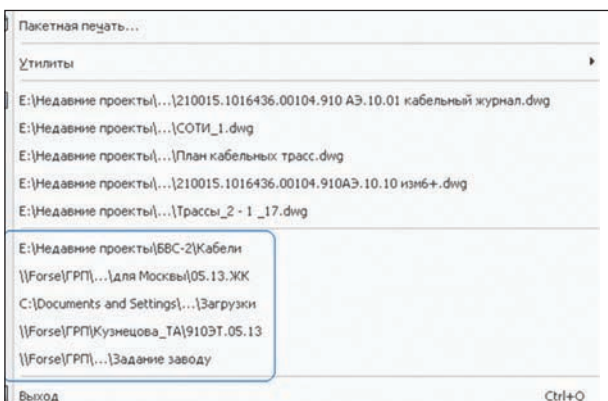 Пакетная печать...
Утилиты
E:\Недавние проекты\...\210015.1016436.00104.910 АЭ.10.01 кабельный журнал.dwg
E:\Недавние проекты\...\СОТИ_1.dwg
E:\Недавние проекты\...\План кабельных трасс.dwg
E:\Недавние проекты\...\210015.1016436.00104.910АЭ.10.10 изм6+.dwg
E:\Недавние проекты\...\Трассы_2 - 1 _17.dwg
E:\Недавние проекты\БВС-2\Кабели
\\Forse\ГРП\...\для Москвы\05.13.ЖК
C:\Documents and Settings\...\Загрузки
\\Forse\ГРП\Кузнецова_ТА\910ЭТ.05.13
\\Forse\ГРП\...\Задание заводу
Выход Ctrl+Q